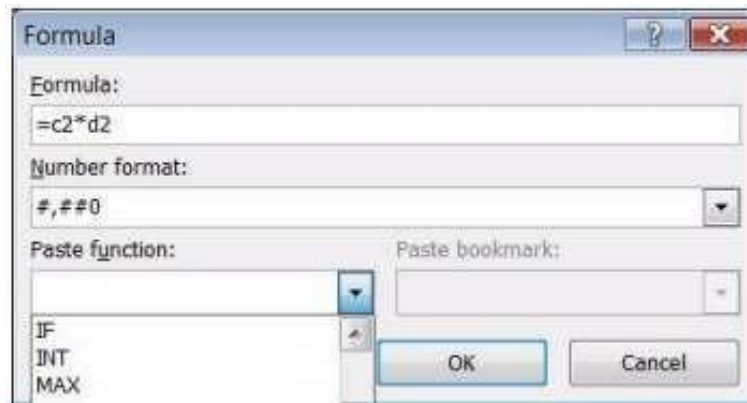 Formula
Formula:
=c2*d2
Number format:
#,##0
Paste function:
Paste bookmark:
IF
INT
MAX
OK
Cancel